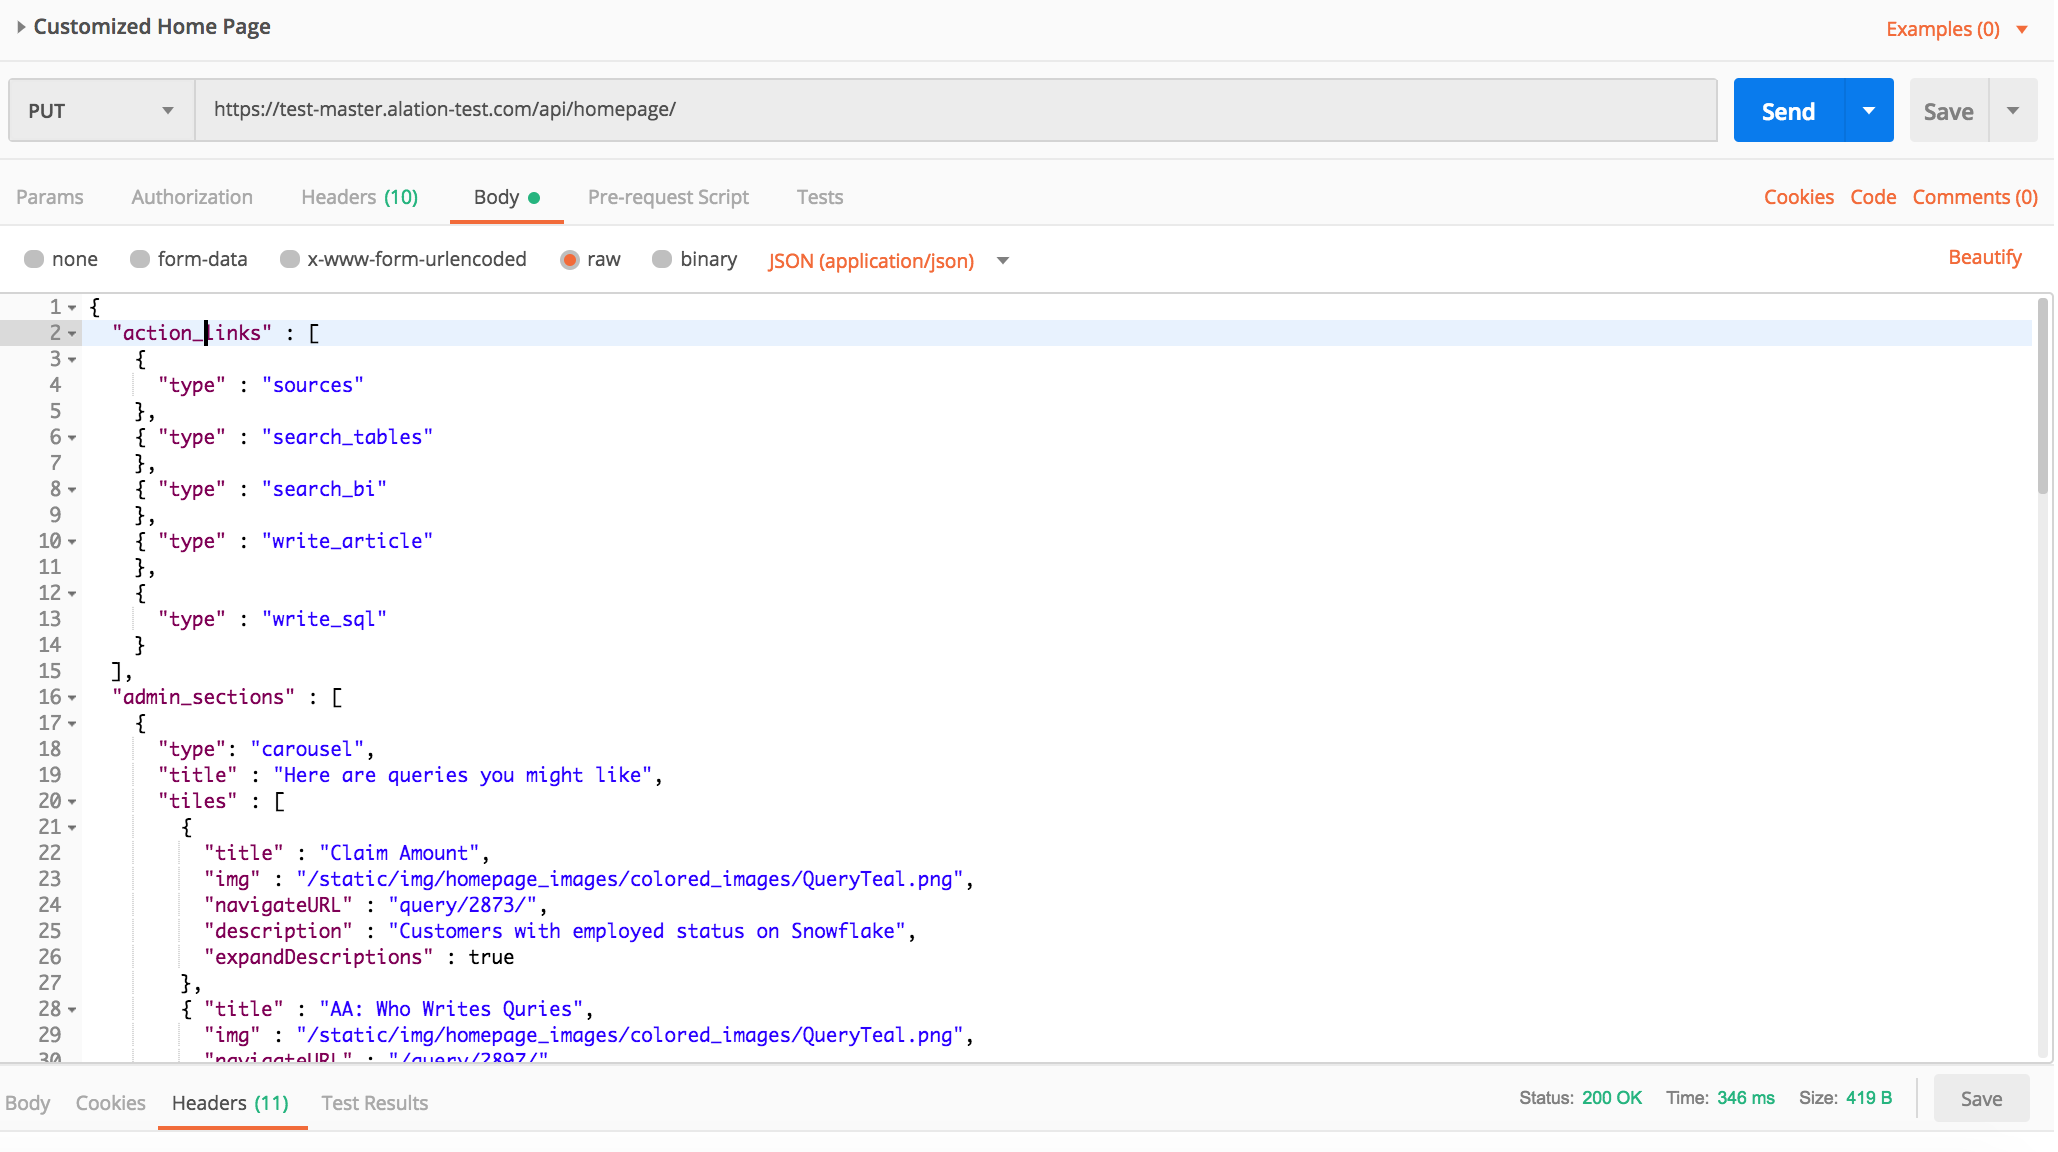 Customized Home Page
Examples (0)
PUT
https://test-master.alation-test.com/api/homepage/
Send
Save
Params Authorization Headers (10) Body Pre-request Script Tests
Cookies Code Comments (0)
none form-data x-www-form-urlencoded raw binary JSON (application/json)
Beautify
1 {
2 "action_links" : [
3 {
4 "type" : "sources"
5 },
6 { "type" : "search_tables"
7 },
8 { "type" : "search_bi"
9 },
10 { "type" : "write_article"
11 },
12 {
13 "type" : "write_sql"
14 }
15 ],
16 "admin_sections" : [
17 {
18 "type": "carousel",
19 "title" : "Here are queries you might like",
20 "tiles" : [
21 {
22 "title" : "Claim Amount",
23 "img" : "/static/img/homepage_images/colored_images/QueryTeal.png",
24 "navigateURL" : "query/2873/",
25 "description" : "Customers with employed status on Snowflake",
26 "expandDescriptions" : true
27 },
28 { "title" : "AA: Who Writes Quries",
29 "img" : "/static/img/homepage_images/colored_images/QueryTeal.png",
30 "navigateURL" : "/query/2897/"
Body Cookies Headers (11) Test Results
Status: 200 OK Time: 346 ms Size: 419 B
Save